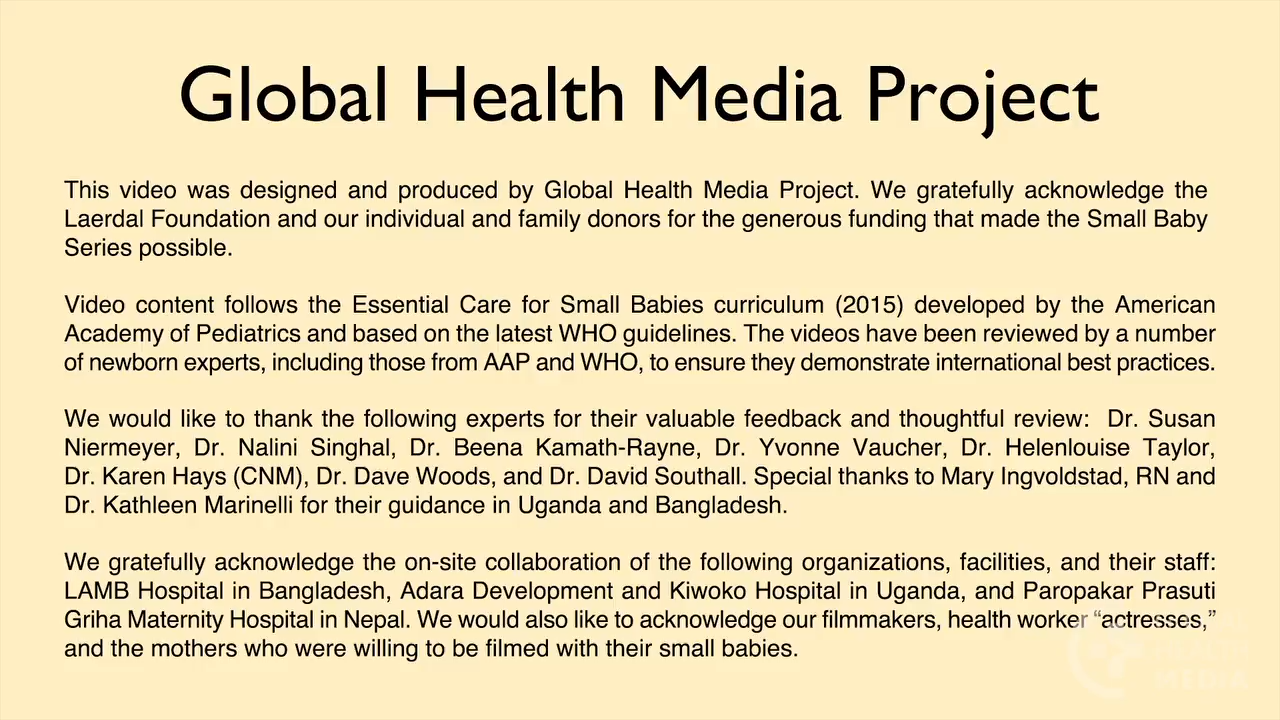 Global Health Media Project
This video was designed and produced by Global Health Media Project. We gratefully acknowledge the
Laerdal Foundation and our individual and family donors for the generous funding that made the Small Baby
Series possible.
Video content follows the Essential Care for Small Babies curriculum (2015) developed by the American
Academy of Pediatrics and based on the latest WHO guidelines. The videos have been reviewed by a number
of newborn experts, including those from AAP and WHO, to ensure they demonstrate international best practices.
We would like to thank the following experts for their valuable feedback and thoughtful review: Dr. Susan
Niermeyer, Dr. Nalini Singhal, Dr. Beena Kamath-Rayne, Dr. Yvonne Vaucher, Dr. Helenlouise Taylor,
Dr. Karen Hays (CNM), Dr. Dave Woods, and Dr. David Southall. Special thanks to Mary Ingvoldstad, RN and
Dr. Kathleen Marinelli for their guidance in Uganda and Bangladesh.
We gratefully acknowledge the on-site collaboration of the following organizations, facilities, and their staff:
LAMB Hospital in Bangladesh, Adara Development and Kiwoko Hospital in Uganda, and Paropakar Prasuti
Griha Maternity Hospital in Nepal. We would also like to acknowledge our filmmakers, health worker “actresses,”
and the mothers who were willing to be filmed with their small babies.
HEALTH
MEDIA